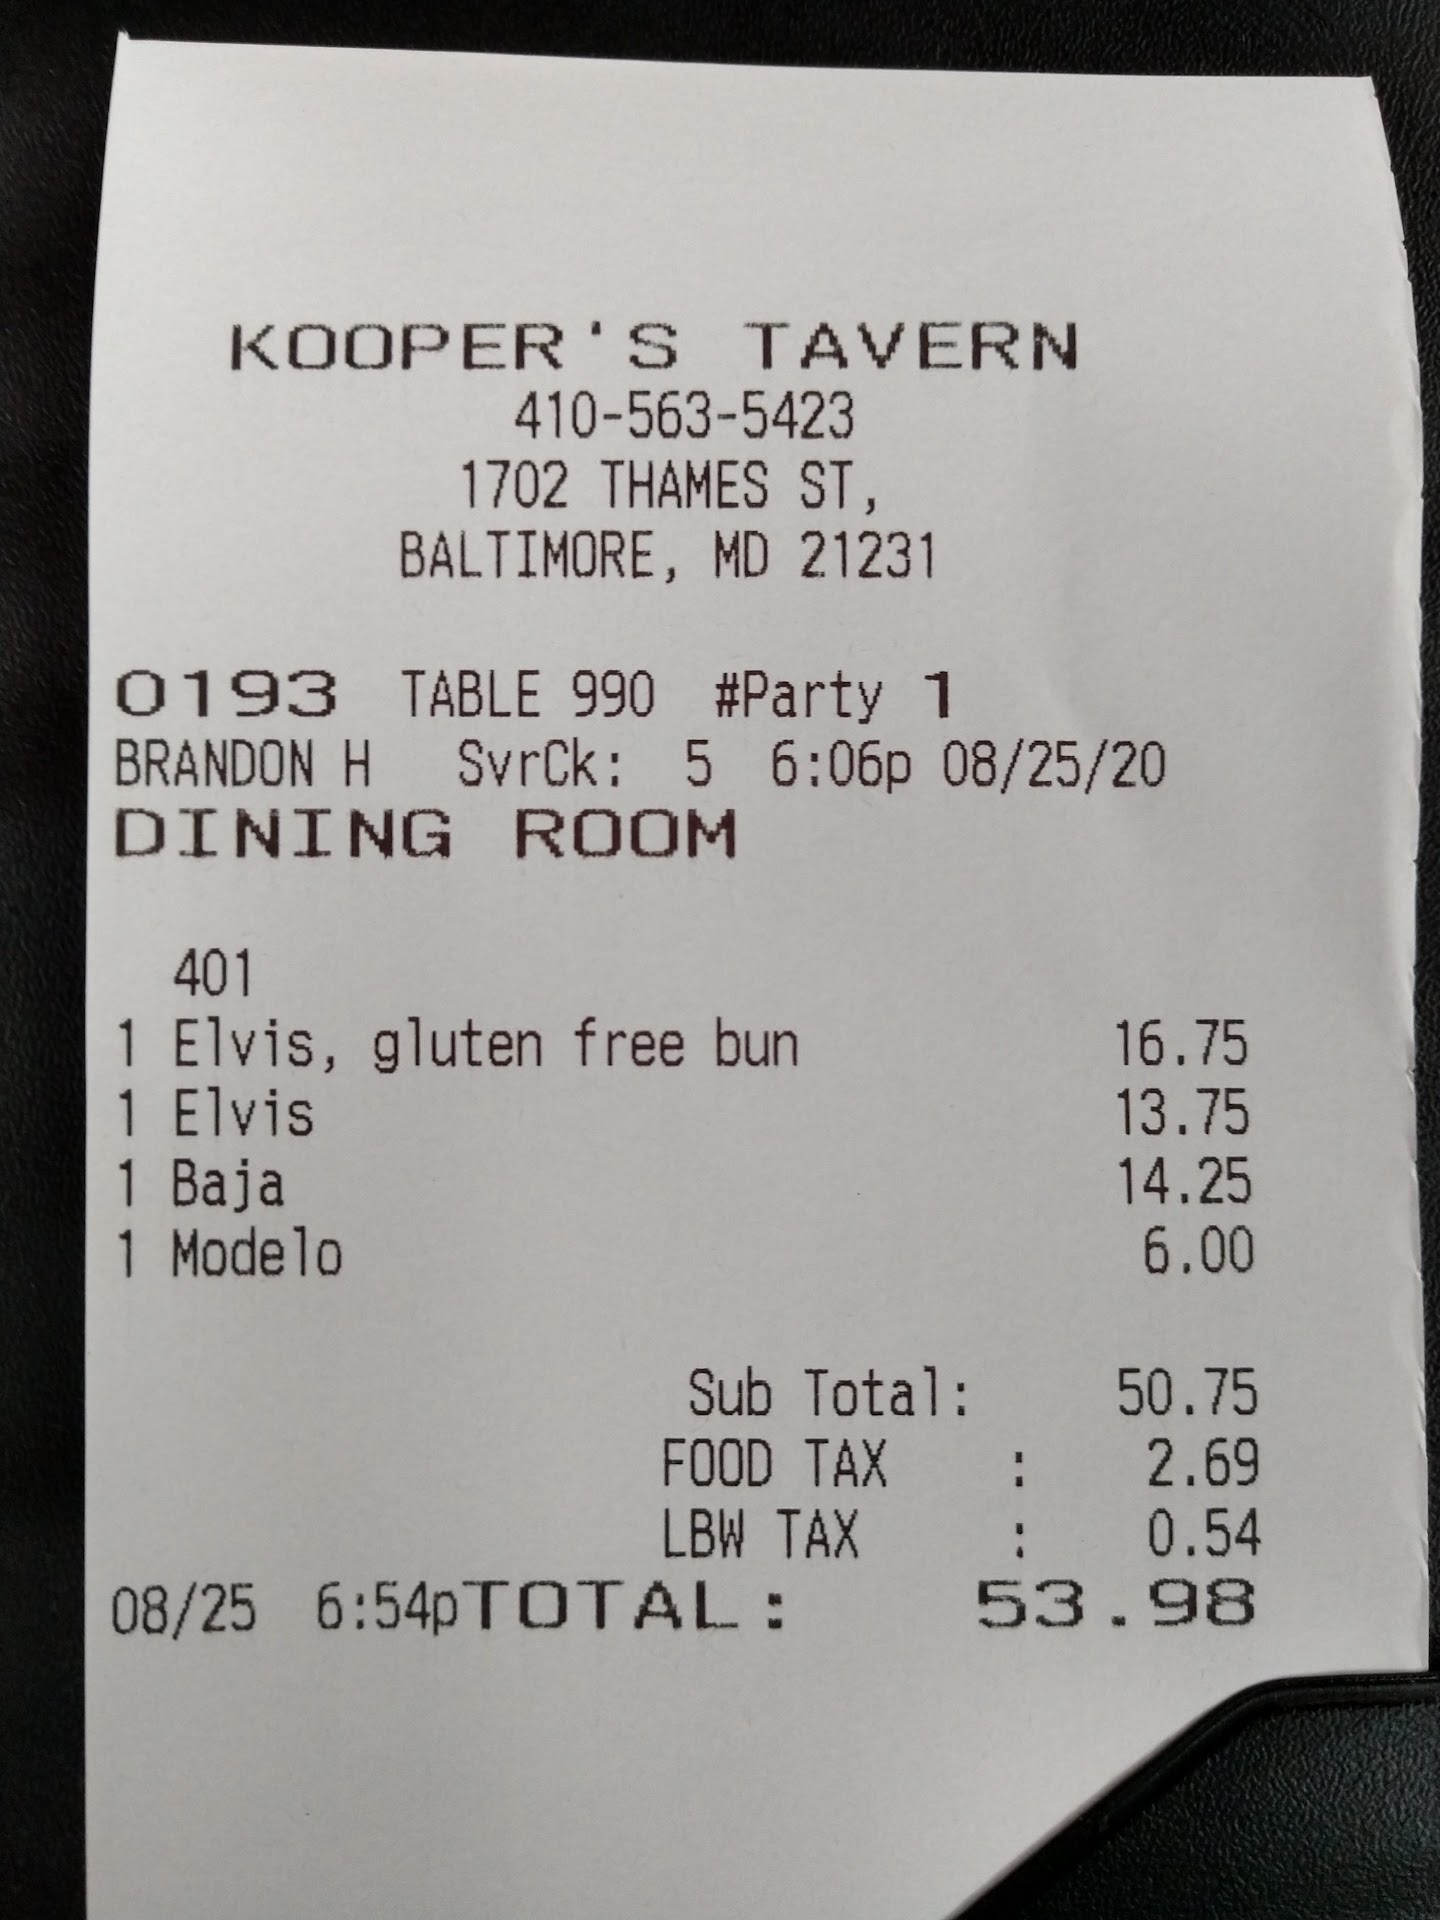 KOOPER'S TAVERN
410-563-5423
1702 THAMES ST,
BALTIMORE, MD 21231
0193 TABLE 990 #Party 1
BRANDON H SvrCk: 5 6:06p 08/25/20
DINING ROOM
401
1 Elvis, gluten free bun 16.75
1 Elvis 13.75
1 Baja 14.25
1 Modelo 6.00
Sub Total: 50.75
FOOD TAX : 2.69
LBW TAX : 0.54
08/25 6:54pTOTAL: 53.98